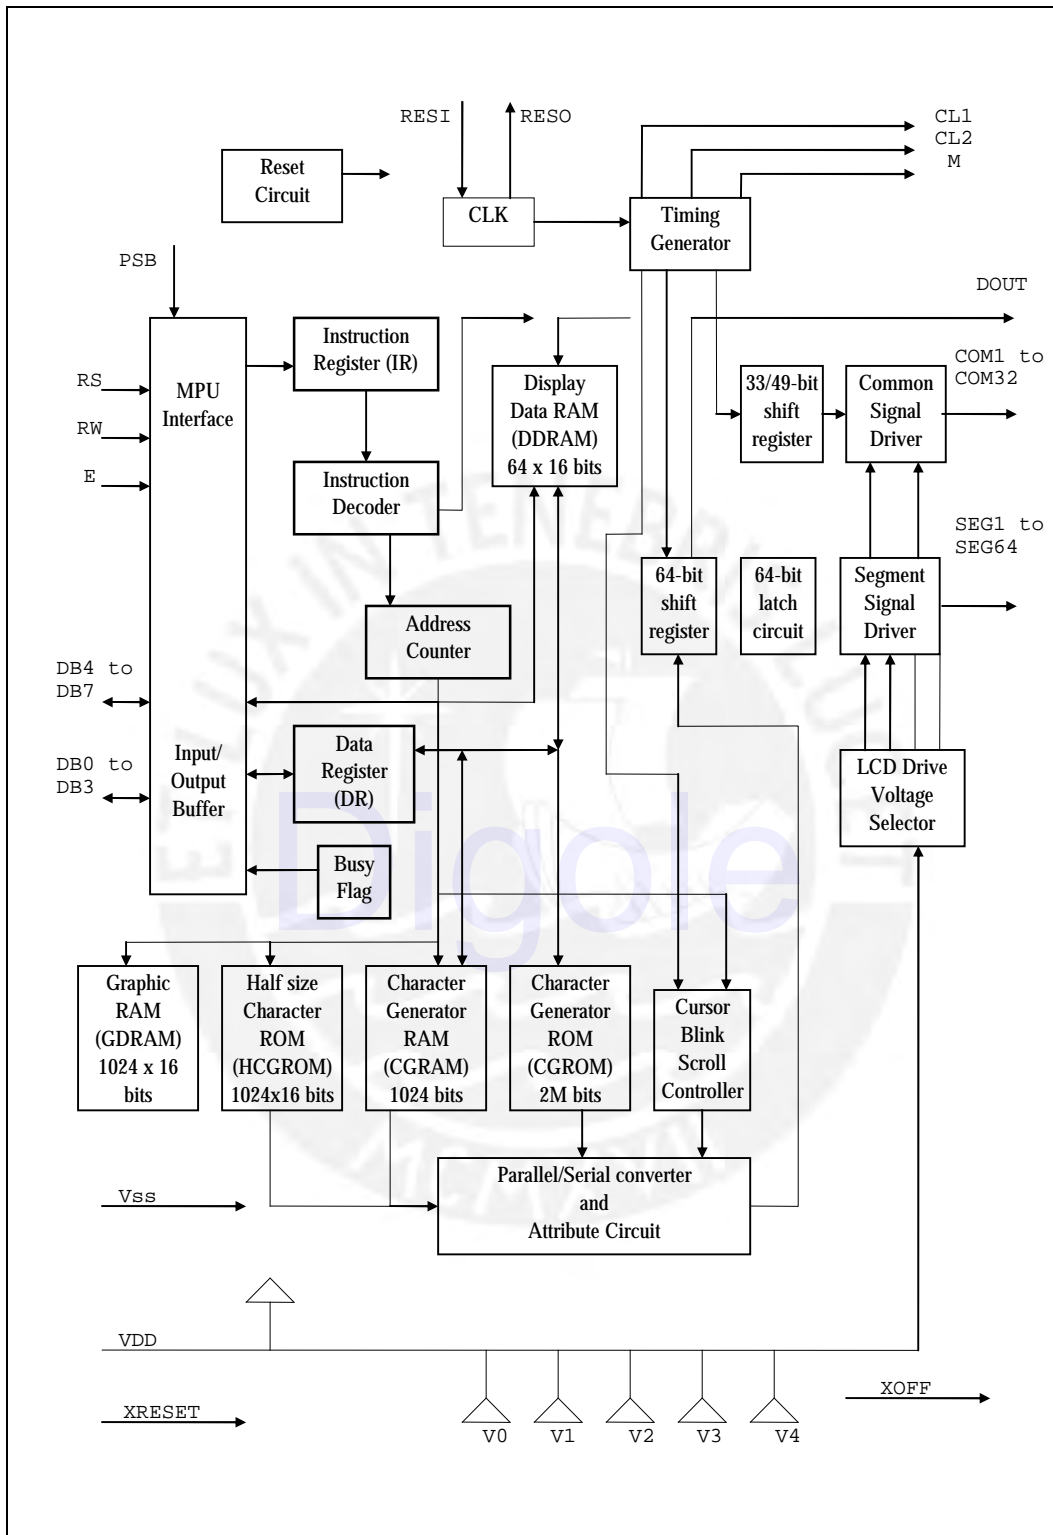 RESI
RESO
CL1
CL2
M
Reset
Circuit
CLK
Timing
Generator
PSB
DOUT
MPU
Interface
Instruction
Register (IR)
Display
Data RAM
(DDRAM)
64 x 16 bits
33/49-bit
shift
register
Common
Signal
Driver
COM1 to
COM32
RS
RW
E
Instruction
Decoder
SEG1 to
SEG64
64-bit
shift
register
64-bit
latch
circuit
Segment
Signal
Driver
Address
Counter
DB4 to
DB7
DB0 to
DB3
Input/
Output
Buffer
Data
Register
(DR)
LCD Drive
Voltage
Selector
Busy
Flag
Digole
ET LUX IN TENEBRIS LUCET
MCMXVII
Graphic
RAM
(GDRAM)
1024 x 16
bits
Half size
Character
ROM
(HCGROM)
1024x16 bits
Character
Generator
RAM
(CGRAM)
1024 bits
Character
Generator
ROM
(CGROM)
2M bits
Cursor
Blink
Scroll
Controller
Parallel/Serial converter
and
Attribute Circuit
Vss
VDD
XRESET
XOFF
V0
V1
V2
V3
V4